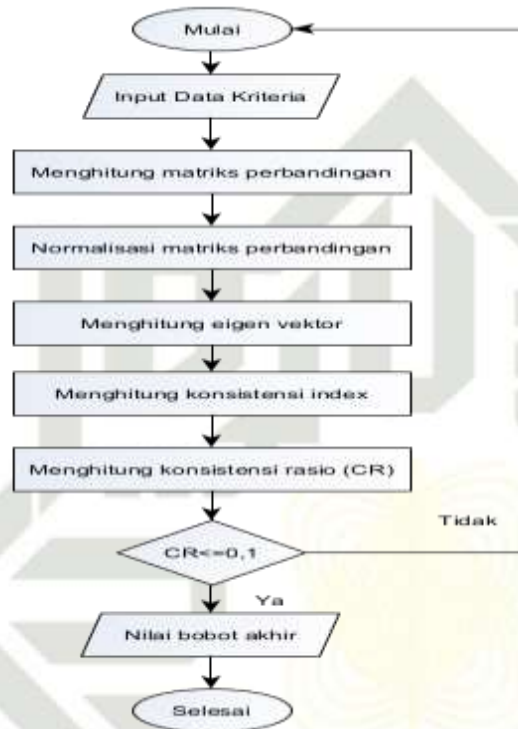 Mulai
Input Data Kriteria
Menghitung matriks perbandingan
Normalisasi matriks perbandingan
Menghitung eigen vektor
Menghitung konsistensi index
Menghitung konsistensi rasio (CR)
Tidak
CR<=0,1
Ya
Nilai bobot akhir
Selesai